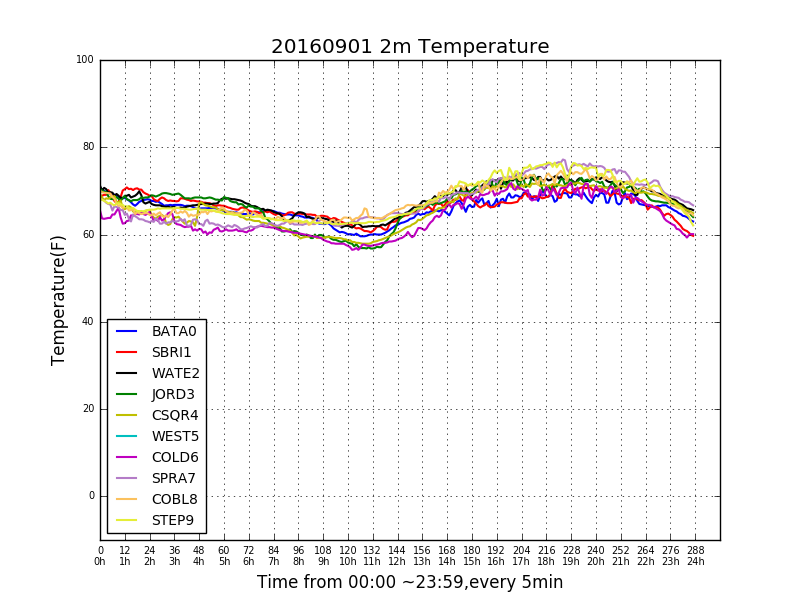 20160901 2m Temperature
100
80
60
40
20
0
Temperature(F)
BATA0
SBRI1
WATE2
JORD3
CSQR4
WEST5
COLD6
SPRA7
COBL8
STEP9
0 12 24 36 48 60 72 84 96 108 120 132 144 156 168 180 192 204 216 228 240 252 264 276 288
0h 1h 2h 3h 4h 5h 6h 7h 8h 9h 10h 11h 12h 13h 14h 15h 16h 17h 18h 19h 20h 21h 22h 23h 24h
Time from 00:00 ~23:59,every 5min